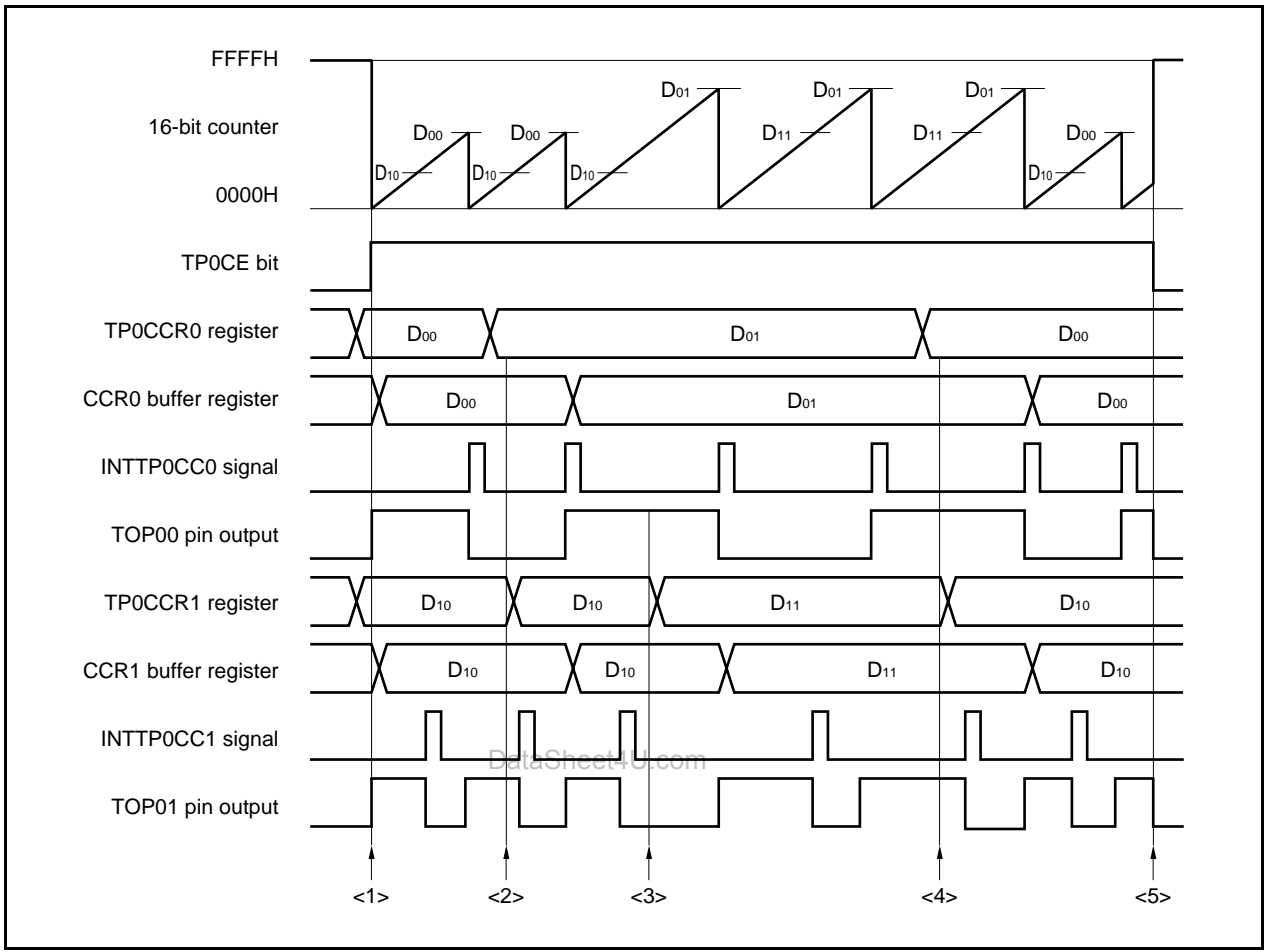 FFFFH
D01 D01 D01
16-bit counter D00 D00 D11 D11 D00
D10 D10 D10 D10
0000H
TP0CE bit
TP0CCR0 register D00 D01 D00
CCR0 buffer register D00 D01 D00
INTTP0CC0 signal
TOP00 pin output
TP0CCR1 register D10 D10 D11 D10
CCR1 buffer register D10 D10 D11 D10
INTTP0CC1 signal
DataSheet4U.com
TOP01 pin output
<1> <2> <3> <4> <5>